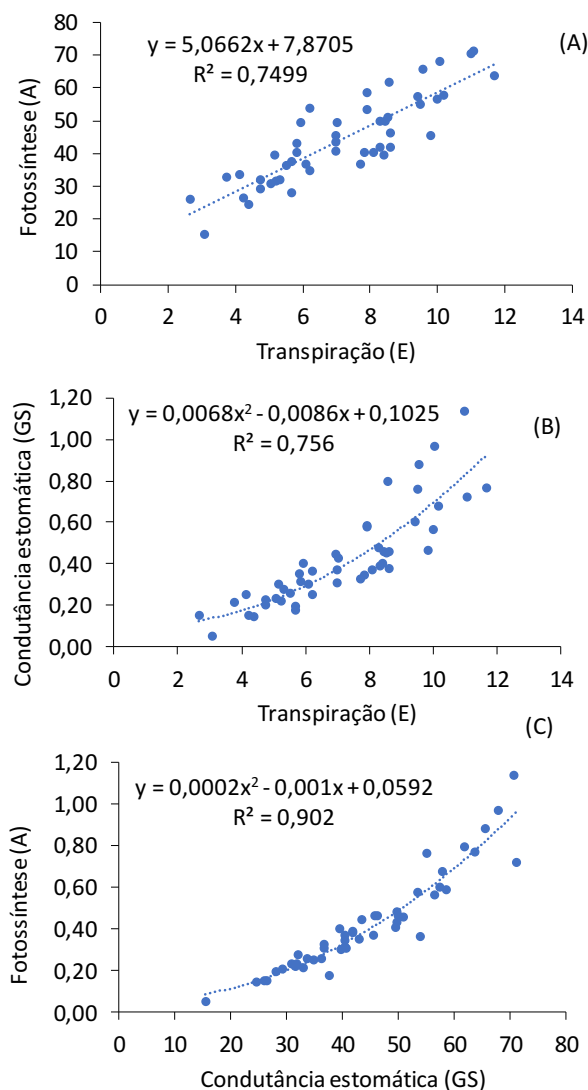 (A)
y = 5,0662x + 7,8705
R² = 0,7499
Fotossíntese (A)
80
70
60
50
40
30
20
10
0
0 2 4 6 8 10 12 14
Transpiração (E)
(B)
y = 0,0068x² - 0,0086x + 0,1025
R² = 0,756
Condutância estomática (GS)
1,20
1,00
0,80
0,60
0,40
0,20
0,00
0 2 4 6 8 10 12 14
Transpiração (E)
(C)
y = 0,0002x² - 0,001x + 0,0592
R² = 0,902
Fotossíntese (A)
1,20
1,00
0,80
0,60
0,40
0,20
0,00
0 10 20 30 40 50 60 70 80
Condutância estomática (GS)